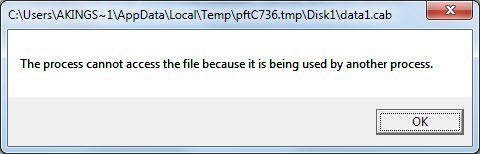 C:\Users\AKINGS~1\AppData\Local\Temp\pftC736.tmp\Disk1\data1.cab
The process cannot access the file because it is being used by another process.
OK